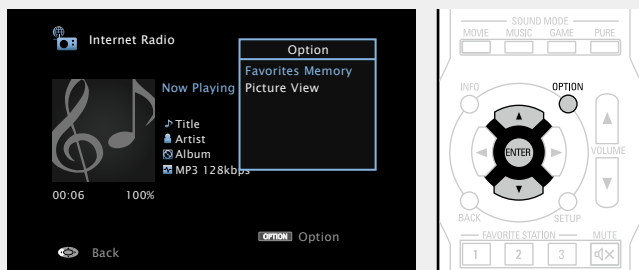 Internet Radio
Option
Favorites Memory
Picture View
Now Playing
Title
Artist
Album
MP3 128kbps
00:06 100%
OPTION Option
Back
SOUND MODE
MOVIE MUSIC GAME PURE
INFO OPTION
ENTER
VOLUME
BACK SETUP
FAVORITE STATION MUTE
1 2 3